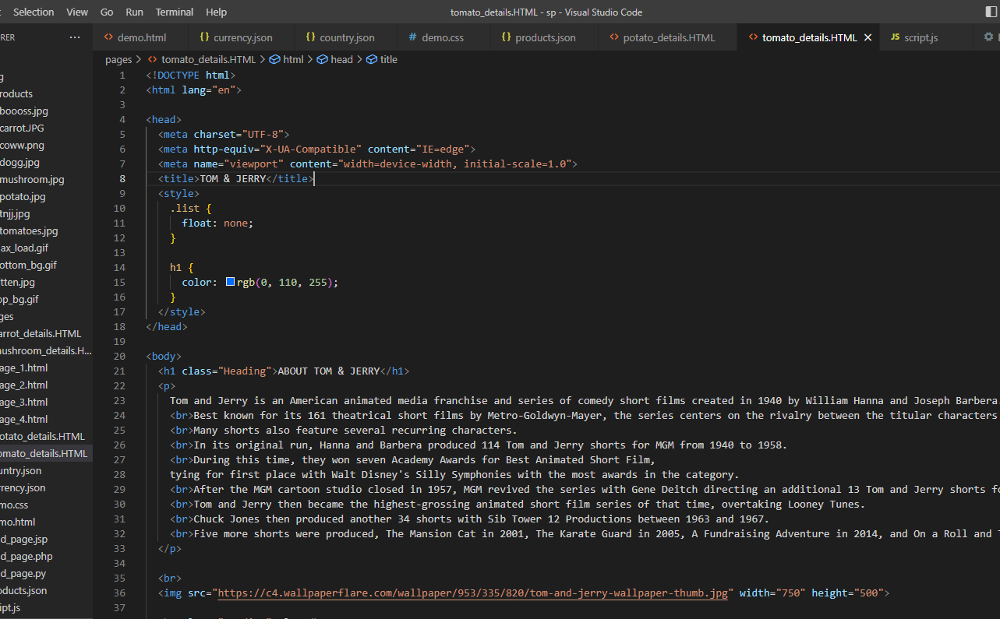 Selection View Go Run Terminal Help tomato_details.HTML - sp - Visual Studio Code
RER ··· demo.html {} currency.json {} country.json # demo.css {} products.json potato_details.HTML tomato_details.HTML JS script.js
pages > tomato_details.HTML > html > head > title
g
roducts
boooss.jpg
carrot.JPG
coww.png
dogg.jpg
mushroom.jpg
potato.jpg
tnjj.jpg
tomatoes.jpg
ax_load.gif
ottom_bg.gif
tten.jpg
op_bg.gif
ges
arrot_details.HTML
ushroom_details.H...
age_1.html
age_2.html
age_3.html
age_4.html
otato_details.HTML
omato_details.HTML
untry.json
rrency.json
mo.css
mo.html
d_page.jsp
d_page.php
d_page.py
oducts.json
ipt.js
1 <!DOCTYPE html>
2 <html lang="en">
3
4 <head>
5 <meta charset="UTF-8">
6 <meta http-equiv="X-UA-Compatible" content="IE=edge">
7 <meta name="viewport" content="width=device-width, initial-scale=1.0">
8 <title>TOM & JERRY</title>
9 <style>
10 .list {
11 float: none;
12 }
13
14 h1 {
15 color: rgb(0, 110, 255);
16 }
17 </style>
18 </head>
19
20 <body>
21 <h1 class="Heading">ABOUT TOM & JERRY</h1>
22 <p>
23 Tom and Jerry is an American animated media franchise and series of comedy short films created in 1940 by William Hanna and Joseph Barbera.
24 <br>Best known for its 161 theatrical short films by Metro-Goldwyn-Mayer, the series centers on the rivalry between the titular characters
25 <br>Many shorts also feature several recurring characters.
26 <br>In its original run, Hanna and Barbera produced 114 Tom and Jerry shorts for MGM from 1940 to 1958.
27 <br>During this time, they won seven Academy Awards for Best Animated Short Film,
28 tying for first place with Walt Disney's Silly Symphonies with the most awards in the category.
29 <br>After the MGM cartoon studio closed in 1957, MGM revived the series with Gene Deitch directing an additional 13 Tom and Jerry shorts fo
30 <br>Tom and Jerry then became the highest-grossing animated short film series of that time, overtaking Looney Tunes.
31 <br>Chuck Jones then produced another 34 shorts with Sib Tower 12 Productions between 1963 and 1967.
32 <br>Five more shorts were produced, The Mansion Cat in 2001, The Karate Guard in 2005, A Fundraising Adventure in 2014, and On a Roll and T
33 </p>
34
35 <br>
36 <img src="https://c4.wallpaperflare.com/wallpaper/953/335/820/tom-and-jerry-wallpaper-thumb.jpg" width="750" height="500">
37